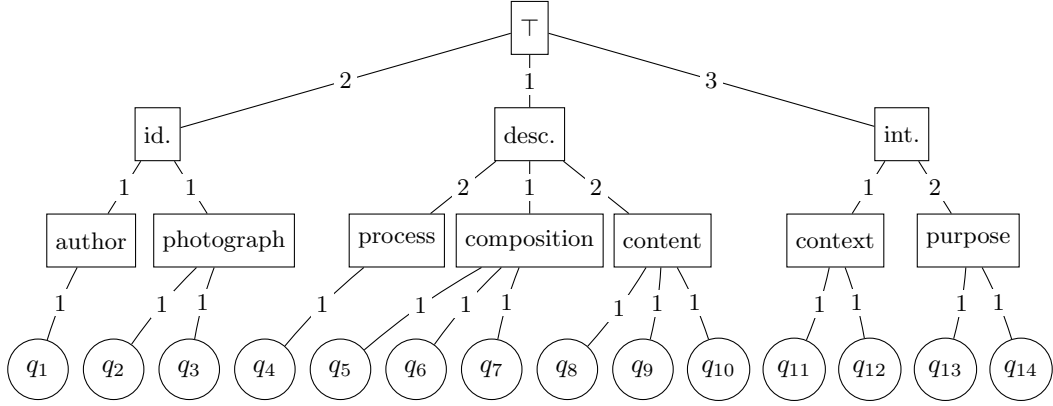 ⊤
2 1 3
id. desc. int.
1 1 2 1 2 1 2
author photograph process composition content context purpose
1 1 1 1 1 1 1 1 1 1 1 1 1 1
q₁ q₂ q₃ q₄ q₅ q₆ q₇ q₈ q₉ q₁₀ q₁₁ q₁₂ q₁₃ q₁₄